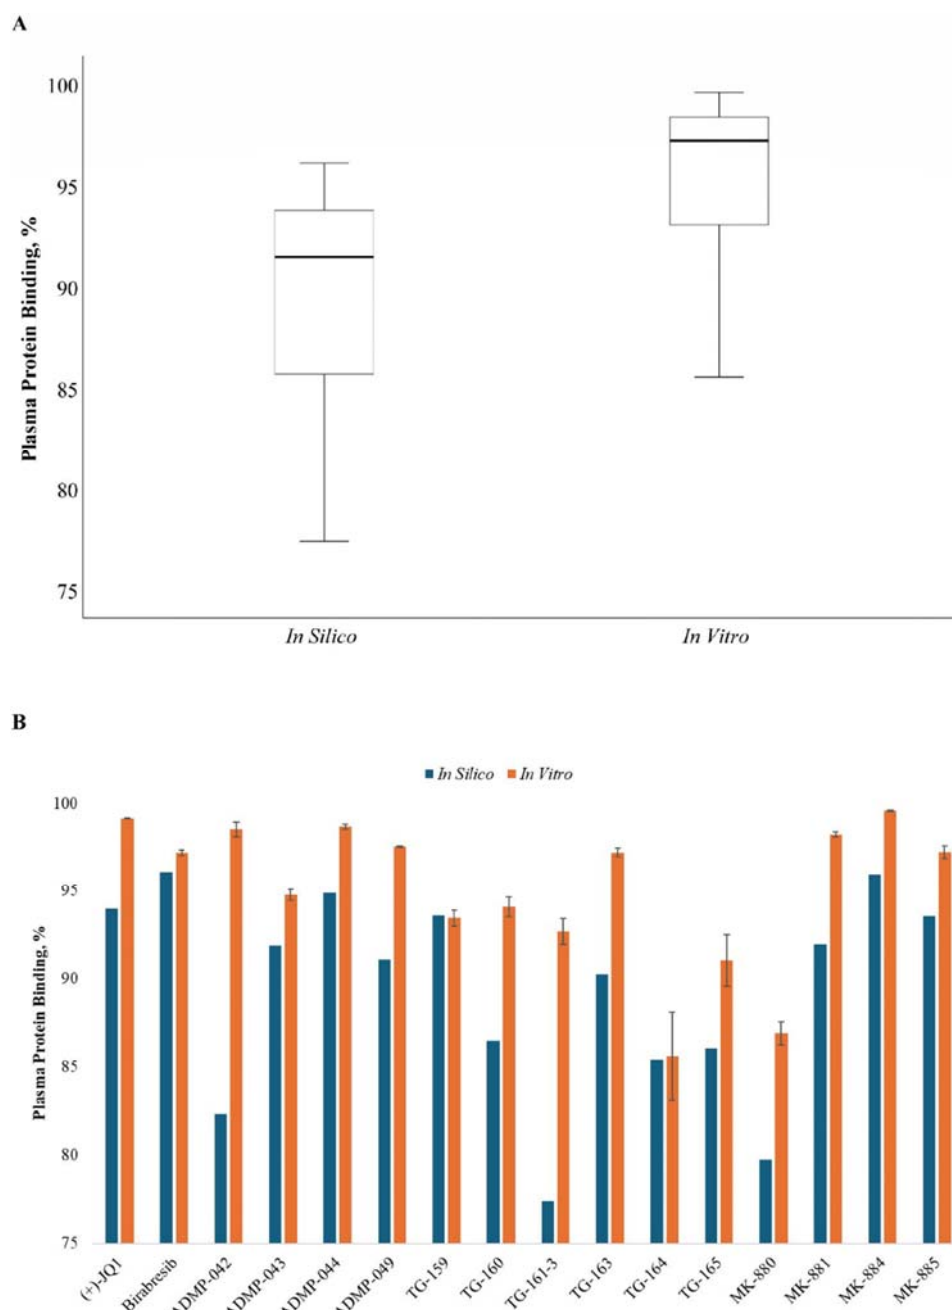 A
Plasma Protein Binding, %
100
95
90
85
80
75
In Silico In Vitro
B
In Silico In Vitro
Plasma Protein Binding, %
100
95
90
85
80
75
(+)-JQ1 Birabresib ADMP-042 ADMP-043 ADMP-044 ADMP-049 TG-159 TG-160 TG-161-3 TG-163 TG-164 TG-165 MK-880 MK-881 MK-884 MK-885